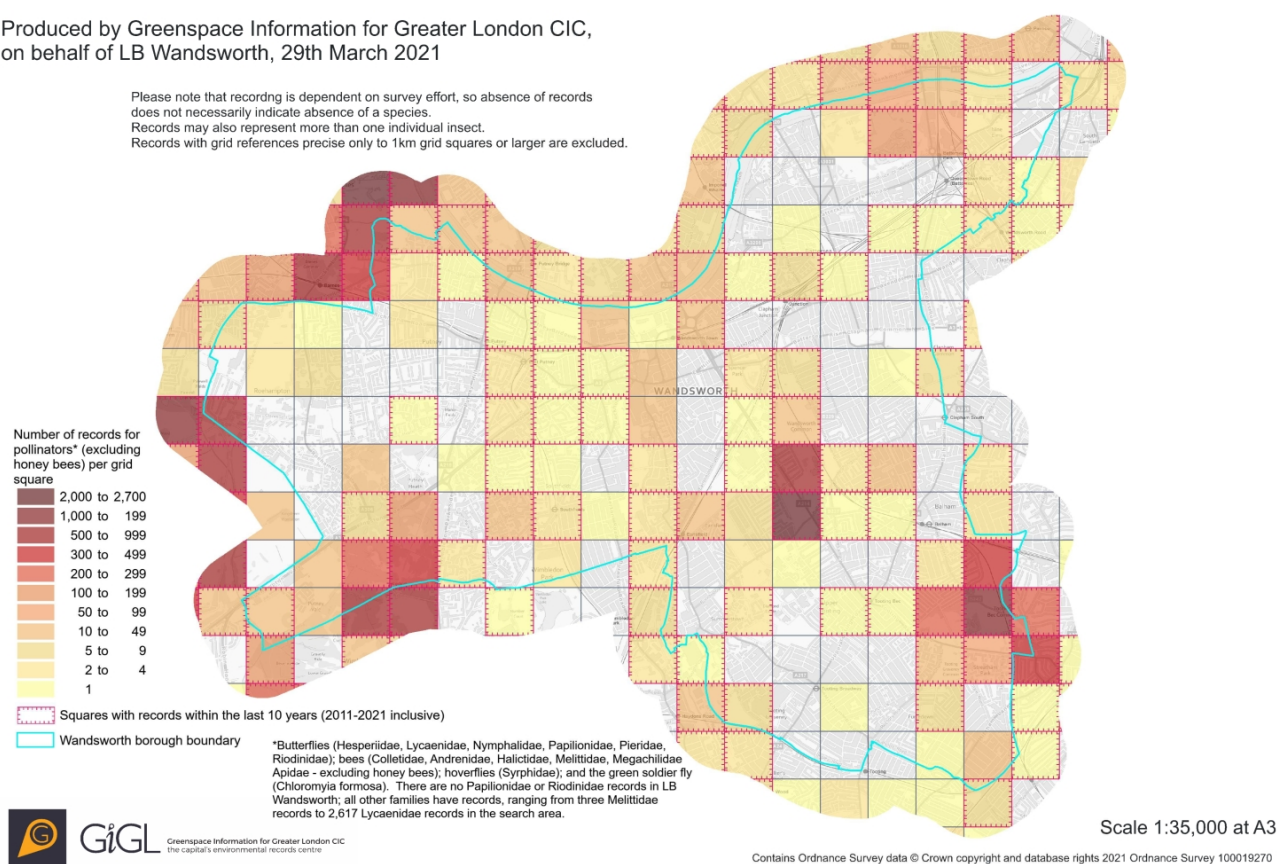 Produced by Greenspace Information for Greater London CIC,
on behalf of LB Wandsworth, 29th March 2021
Please note that recordng is dependent on survey effort, so absence of records
does not necessarily indicate absence of a species.
Records may also represent more than one individual insect.
Records with grid references precise only to 1km grid squares or larger are excluded.
WANDSWORTH
Clapham South
Balham
Number of records for
pollinators* (excluding
honey bees) per grid
square
2,000 to 2,700
1,000 to 199
500 to 999
300 to 499
200 to 299
100 to 199
50 to 99
10 to 49
5 to 9
2 to 4
1
Squares with records within the last 10 years (2011-2021 inclusive)
Wandsworth borough boundary
*Butterflies (Hesperiidae, Lycaenidae, Nymphalidae, Papilionidae, Pieridae,
Riodinidae); bees (Colletidae, Andrenidae, Halictidae, Melittidae, Megachilidae
Apidae - excluding honey bees); hoverflies (Syrphidae); and the green soldier fly
(Chloromyia formosa). There are no Papilionidae or Riodinidae records in LB
Wandsworth; all other families have records, ranging from three Melittidae
records to 2,617 Lycaenidae records in the search area.
G
GiGL
Greenspace Information for Greater London CIC
the capital's environmental records centre
Scale 1:35,000 at A3
Contains Ordnance Survey data © Crown copyright and database rights 2021 Ordnance Survey 100019270